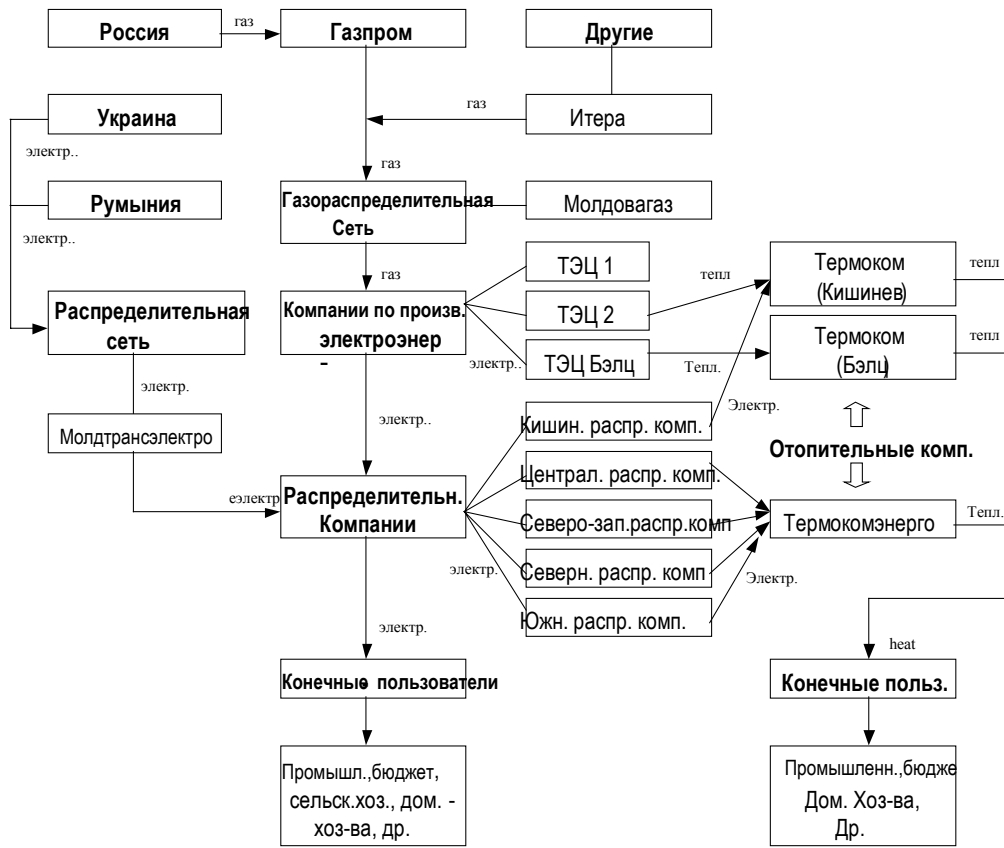 Россия
газ
Газпром
Другие
газ
Украина
Итера
электр..
газ
Румыния
Газораспределительная
Сеть
Молдовагаз
электр..
газ
ТЭЦ 1
тепл
Термоком
(Кишинев)
тепл
Распределительная
сеть
Компании по произв.
электроэнер
-
ТЭЦ 2
ТЭЦ Бэлц
электр..
Тепл.
Термоком
(Бэлц)
тепл
электр.
Электр.
Молдтрансэлектро
электр..
Кишин. распр. комп.
Отопительные комп.
Централ. распр. комп.
еэлектр
Распределительн.
Компании
Северо-зап.распр.комп
Термокомэнерго
Тепл.
электр.
Северн. распр. комп
Электр.
Южн. распр. комп.
электр.
heat
Конечные пользователи
Конечные польз.
Промышл.,бюджет,
сельск.хоз., дом. -
хоз-ва, др.
Промышленн.,бюдже
Дом. Хоз-ва,
Др.